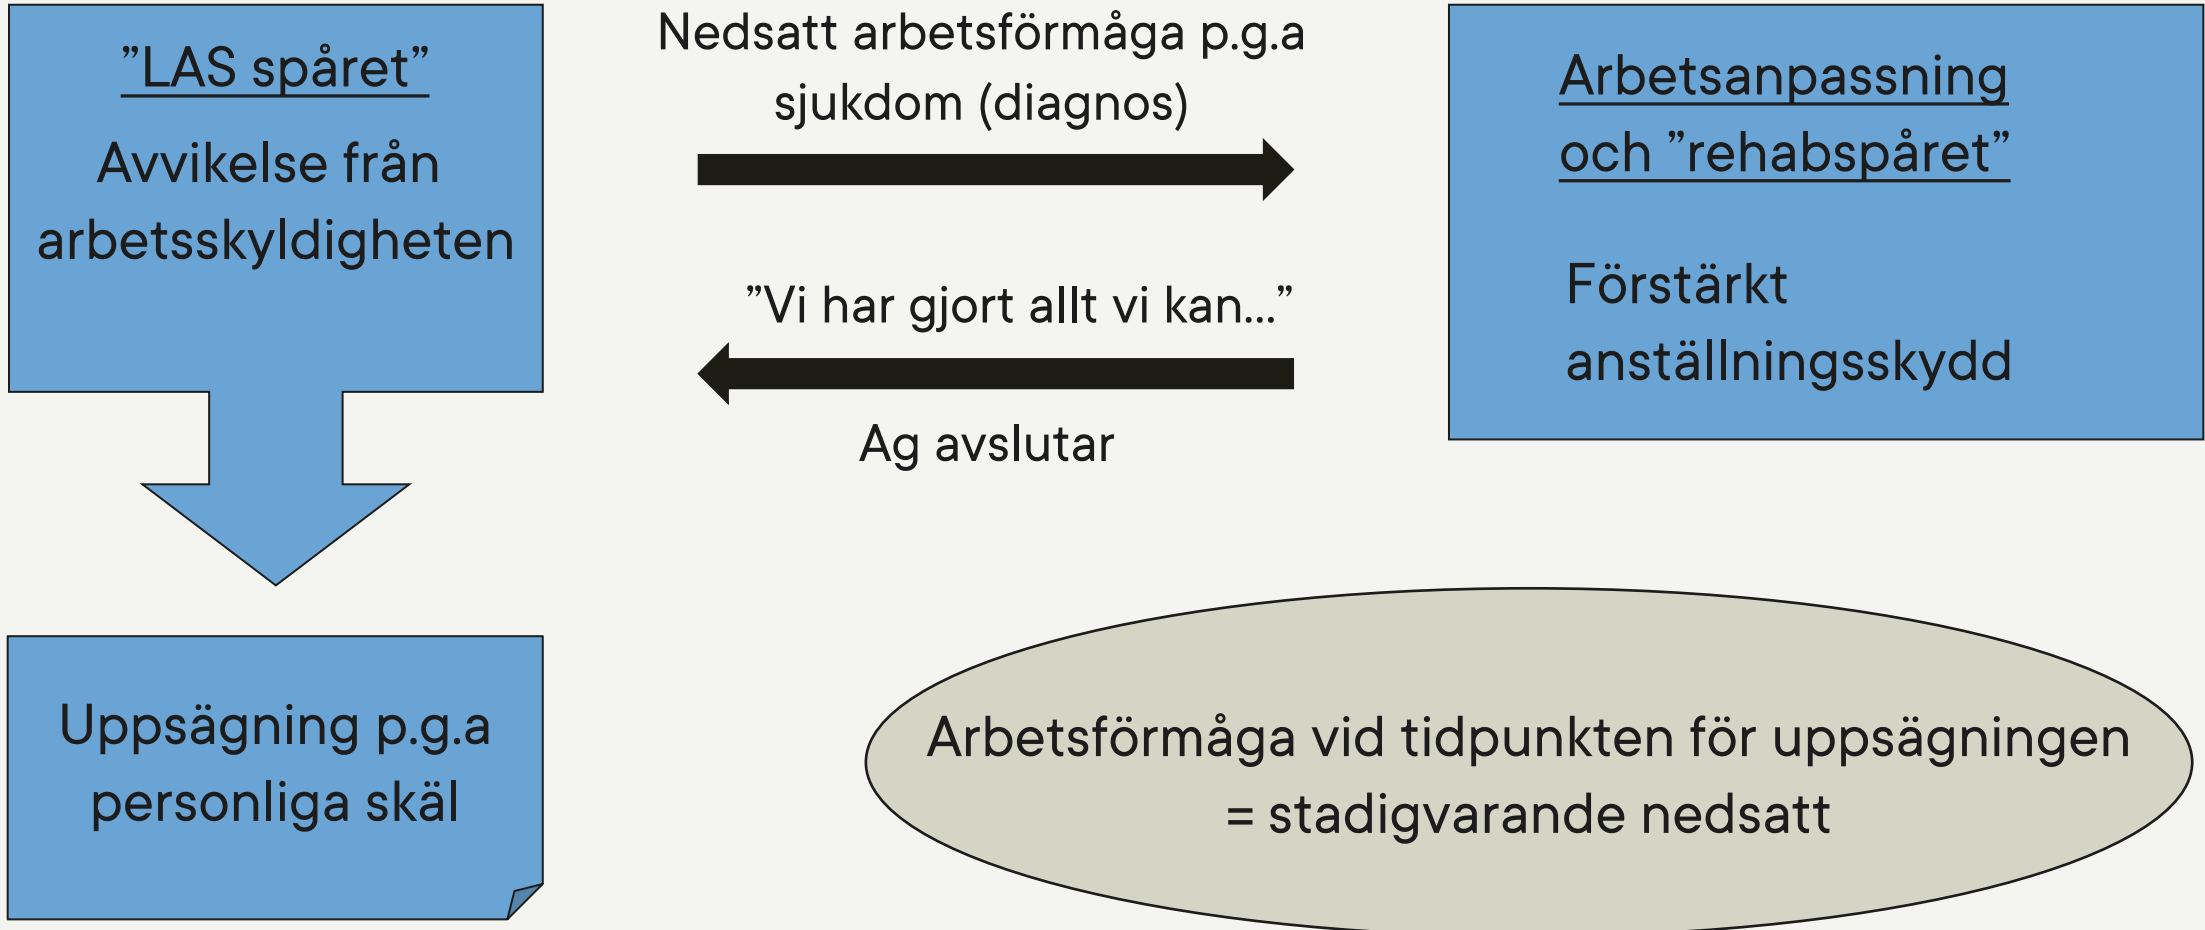 ”LAS spåret”
Avvikelse från
arbetsskyldigheten
Nedsatt arbetsförmåga p.g.a
sjukdom (diagnos)
”Vi har gjort allt vi kan...”
Ag avslutar
Arbetsanpassning
och ”rehabspåret”
Förstärkt
anställningsskydd
Uppsägning p.g.a
personliga skäl
Arbetsförmåga vid tidpunkten för uppsägningen
= stadigvarande nedsatt